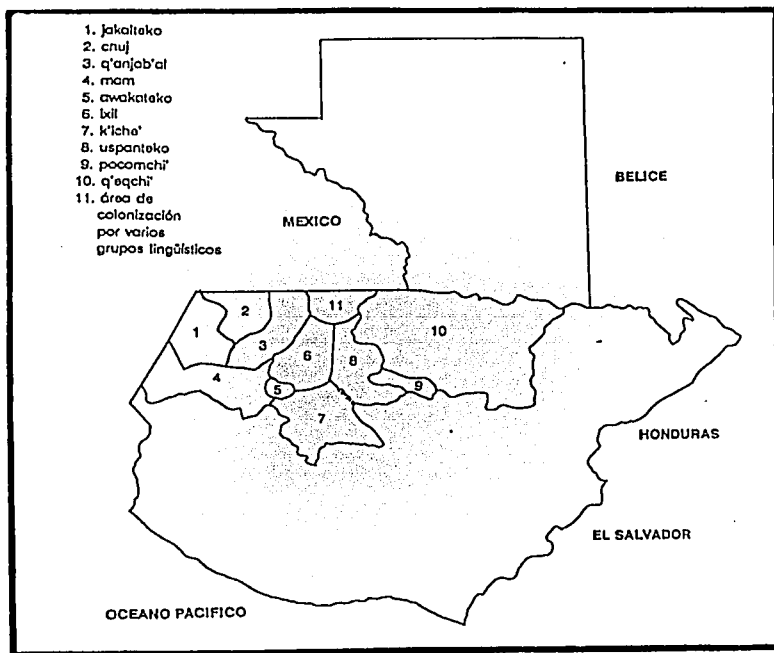 1. jakalteko
2. cnuj
3. q'anjob'al
4. mam
5. awakateko
6. ixil
7. k'iche'
8. uspanteko
9. pocomchi'
10. q'eqchi'
11. área de
colonización
por varios
grupos lingüísticos
BELICE
MEXICO
1
2
3
11
10
6
8
4
5
9
7
HONDURAS
EL SALVADOR
OCEANO PACIFICO